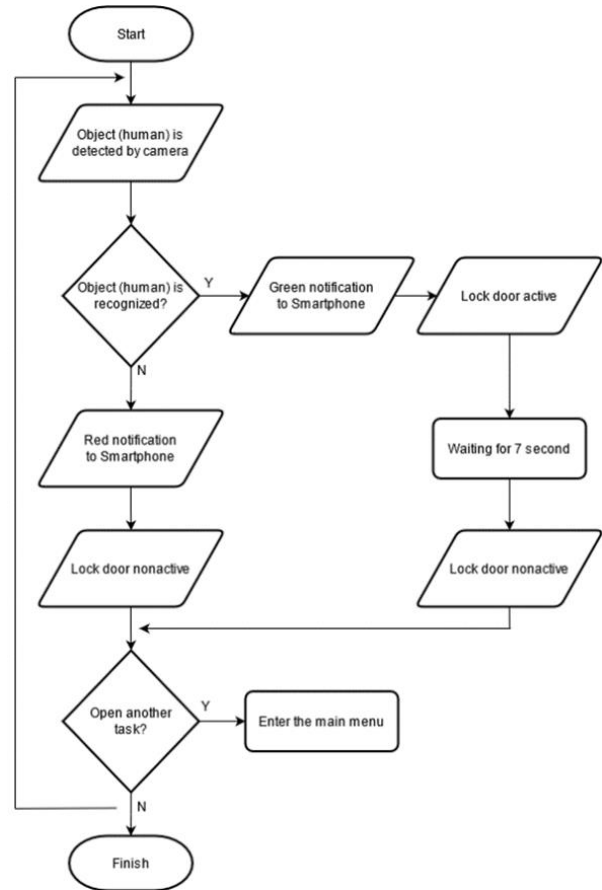 Start
Object (human) is
detected by camera
Object (human) is
recognized?
Y
Green notification
to Smartphone
Lock door active
N
Red notification
to Smartphone
Waiting for 7 second
Lock door nonactive
Lock door nonactive
Open another
task?
Y
Enter the main menu
N
Finish